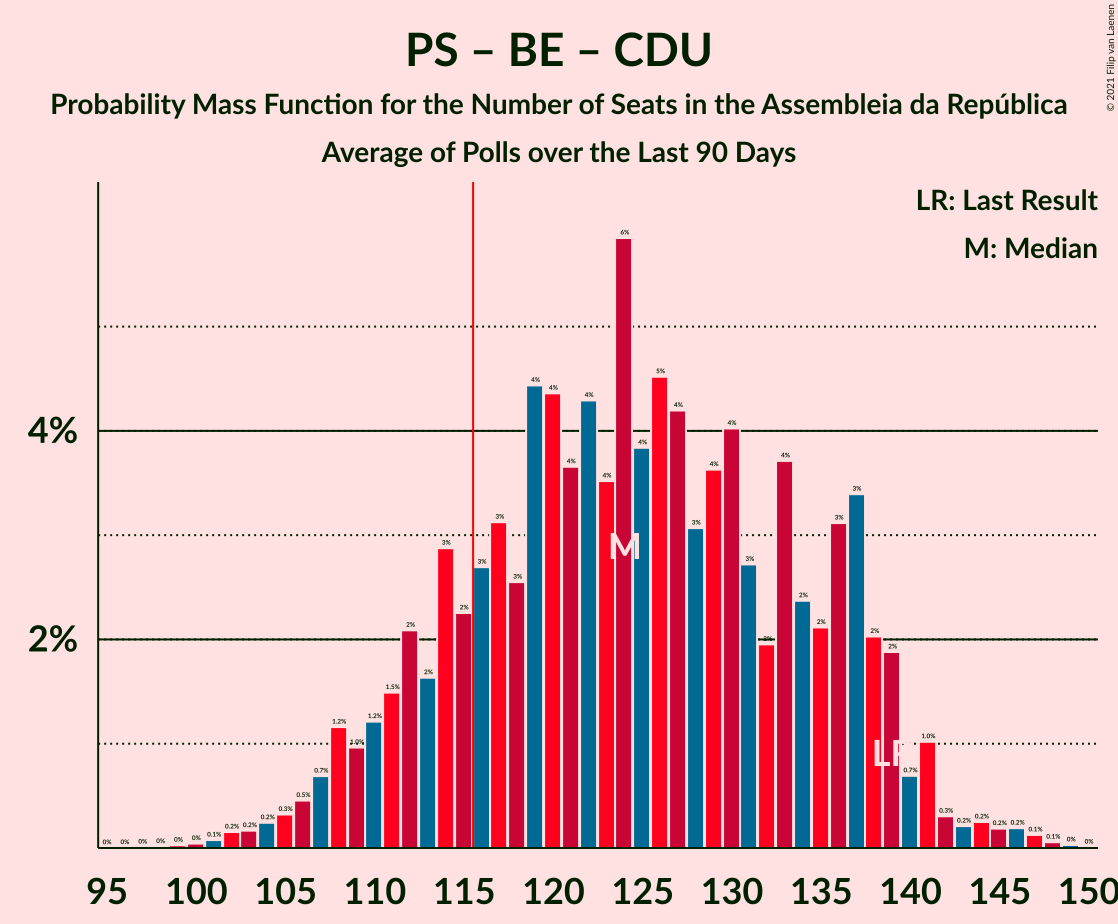 PS – BE – CDU
Probability Mass Function for the Number of Seats in the Assembleia da República
Average of Polls over the Last 90 Days
© 2021 Filip van Laenen
LR: Last Result
M: Median
4%
2%
0% 0% 0% 0% 0% 0% 0.1% 0.2% 0.2% 0.2% 0.3% 0.5% 0.7% 1.2% 1.0% 1.2% 1.5% 2% 2% 3% 2% 3% 3% 3% 4% 4% 4% 4% 4% 6% 4% 5% 4% 3% 4% 4% 3% 2% 4% 2% 2% 3% 3% 2% 2% 0.7% 1.0% 0.3% 0.2% 0.2% 0.2% 0.2% 0.1% 0.1% 0% 0%
M
LR
95 100 105 110 115 120 125 130 135 140 145 150